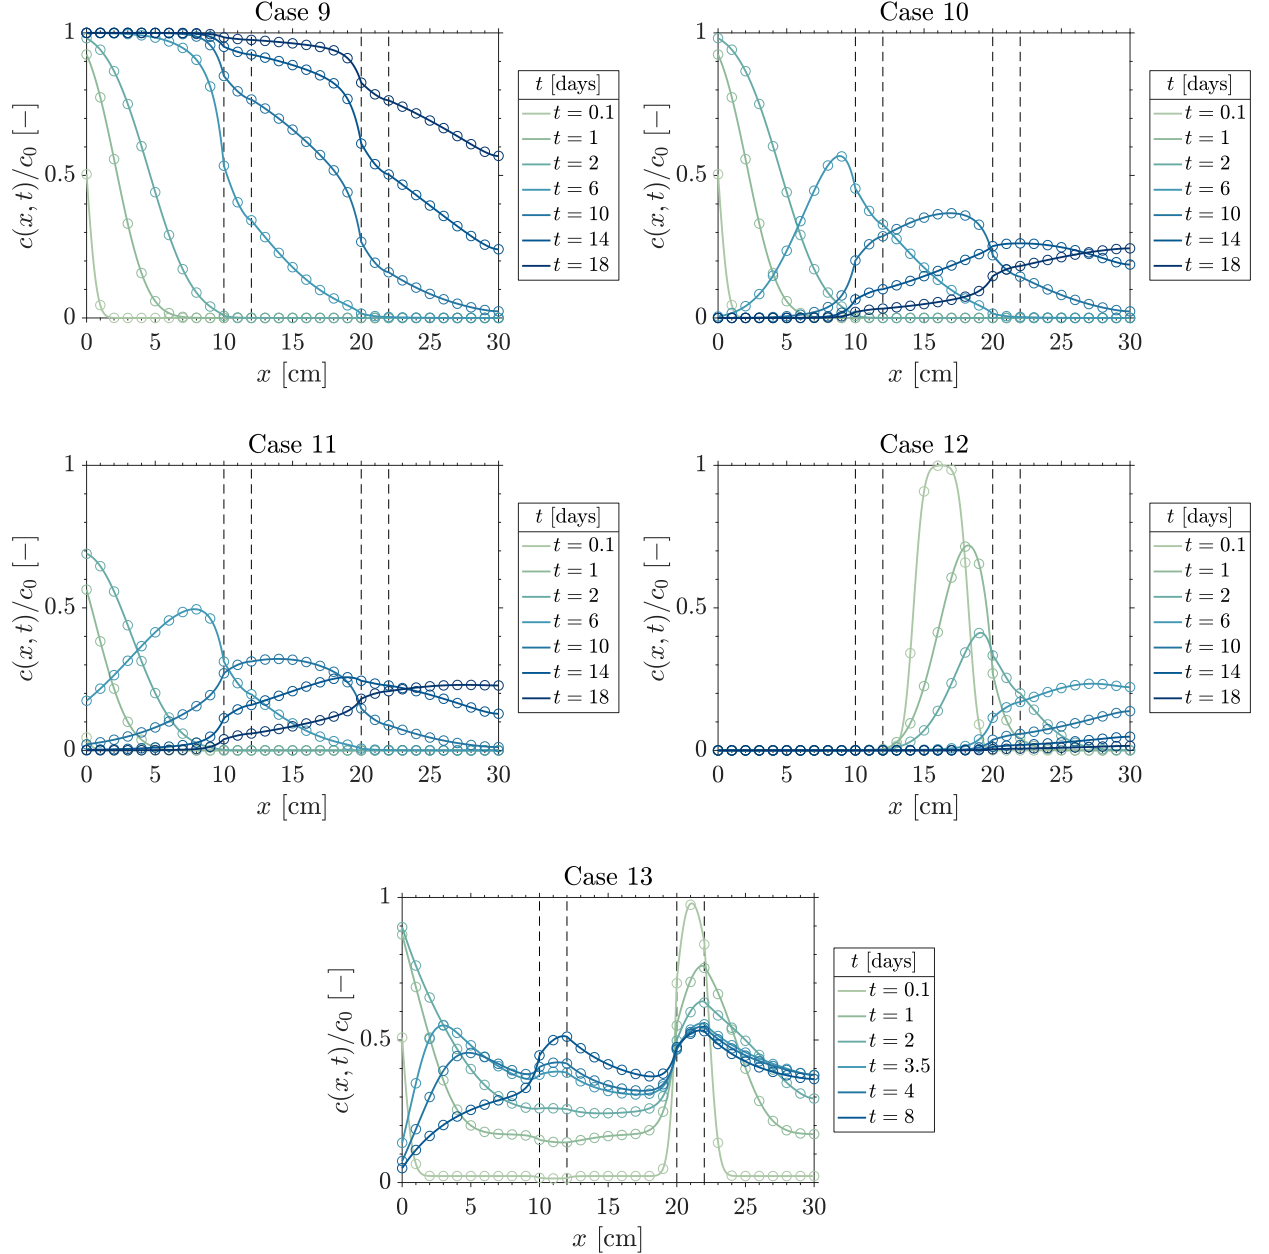 Case 9
1
0.5
0
c(x, t)/c₀ [−]
0 5 10 15 20 25 30
x [cm]
t [days]
t = 0.1
t = 1
t = 2
t = 6
t = 10
t = 14
t = 18
Case 10
1
0.5
0
c(x, t)/c₀ [−]
0 5 10 15 20 25 30
x [cm]
t [days]
t = 0.1
t = 1
t = 2
t = 6
t = 10
t = 14
t = 18
Case 11
1
0.5
0
c(x, t)/c₀ [−]
0 5 10 15 20 25 30
x [cm]
t [days]
t = 0.1
t = 1
t = 2
t = 6
t = 10
t = 14
t = 18
Case 12
1
0.5
0
c(x, t)/c₀ [−]
0 5 10 15 20 25 30
x [cm]
t [days]
t = 0.1
t = 1
t = 2
t = 6
t = 10
t = 14
t = 18
Case 13
1
0.5
0
c(x, t)/c₀ [−]
0 5 10 15 20 25 30
x [cm]
t [days]
t = 0.1
t = 1
t = 2
t = 3.5
t = 4
t = 8